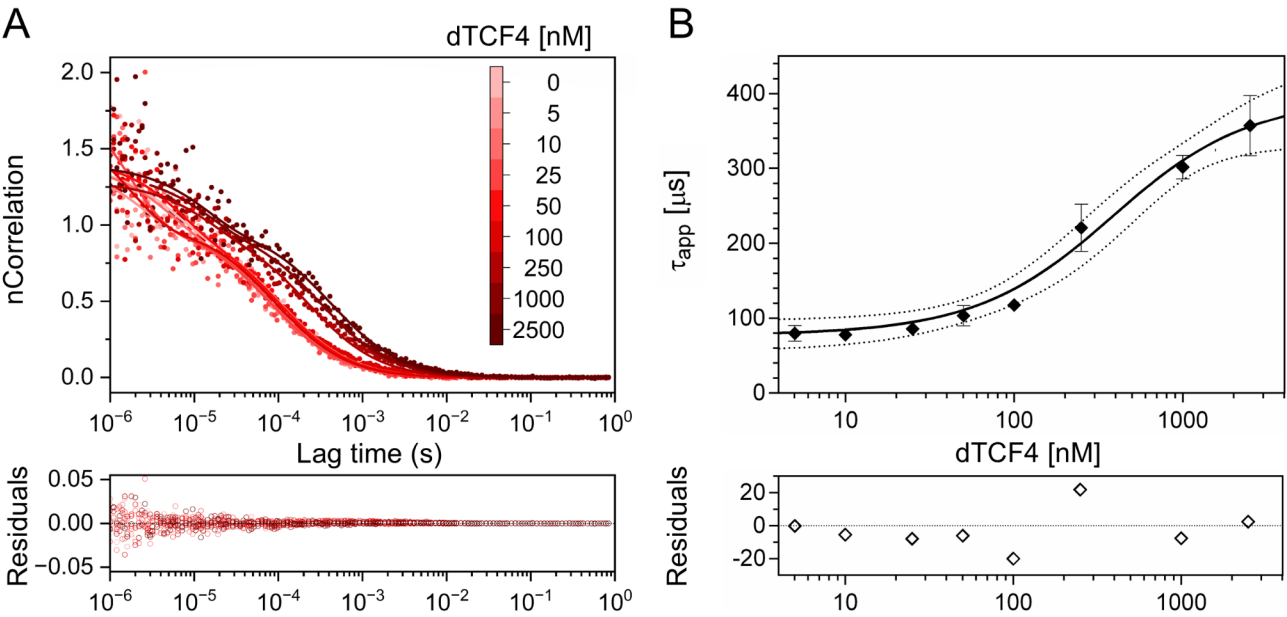 A
dTCF4 [nM]
0
5
10
25
50
100
250
1000
2500
nCorrelation
2.0
1.5
1.0
0.5
0.0
10⁻⁶ 10⁻⁵ 10⁻⁴ 10⁻³ 10⁻² 10⁻¹ 10⁰
Lag time (s)
Residuals
0.05
0.00
−0.05
10⁻⁶ 10⁻⁵ 10⁻⁴ 10⁻³ 10⁻² 10⁻¹ 10⁰
B
τapp [μs]
400
300
200
100
0
10 100 1000
dTCF4 [nM]
Residuals
20
0
-20
10 100 1000